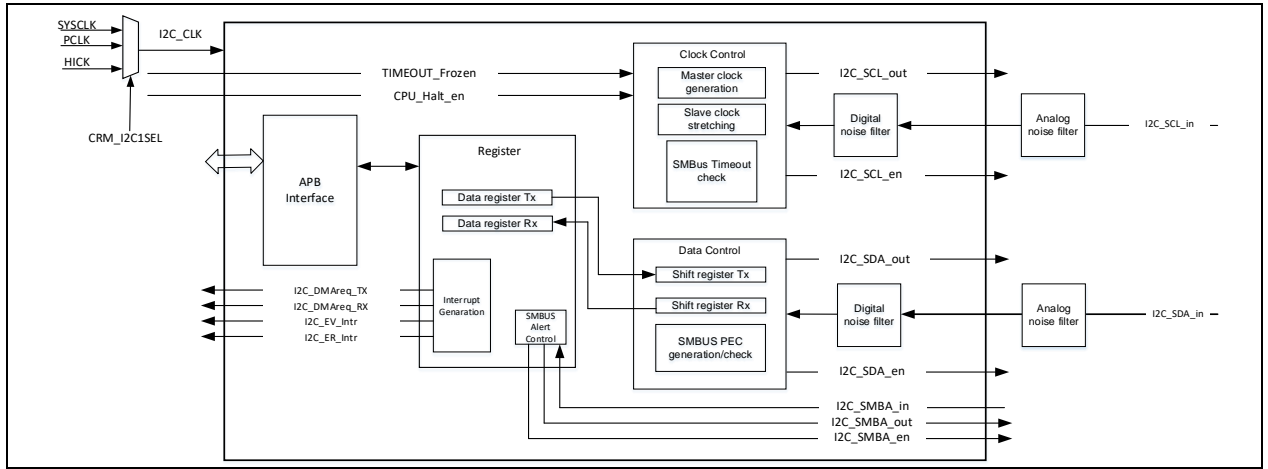 SYSCLK
PCLK
HICK
I2C_CLK
CRM_I2C1SEL
TIMEOUT_Frozen
CPU_Halt_en
Clock Control
Master clock
generation
Slave clock
stretching
SMBus Timeout
check
I2C_SCL_out
Digital
noise filter
Analog
noise filter
I2C_SCL_in
I2C_SCL_en
APB
Interface
Register
Data register Tx
Data register Rx
Interrupt
Genaration
SMBUS
Alert
Control
I2C_DMAreq_TX
I2C_DMAreq_RX
I2C_EV_Intr
I2C_ER_Intr
Data Control
Shift register Tx
Shift register Rx
SMBUS PEC
generation/check
I2C_SDA_out
Digital
noise filter
Analog
noise filter
I2C_SDA_in
I2C_SDA_en
I2C_SMBA_in
I2C_SMBA_out
I2C_SMBA_en